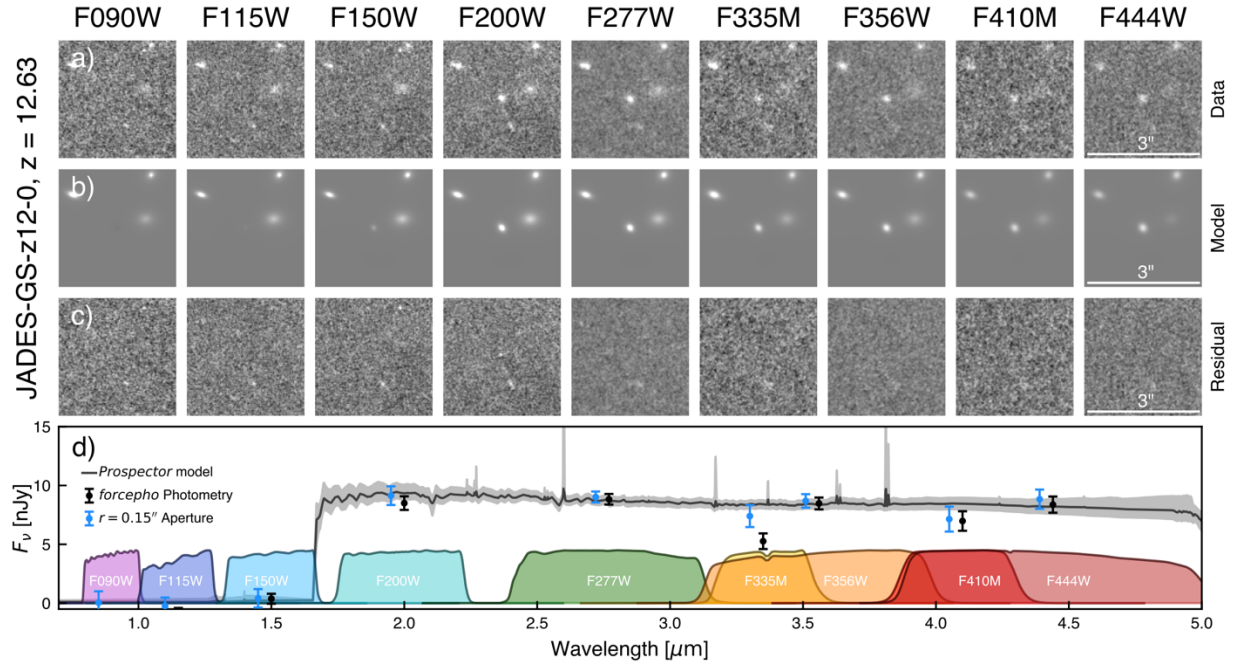 F090W F115W F150W F200W F277W F335M F356W F410M F444W
JADES-GS-z12-0, z = 12.63
a)
Data
3"
b)
Model
3"
c)
Residual
3"
d)
Prospector model
forcepho Photometry
r = 0.15″ Aperture
F090W F115W F150W F200W F277W F335M F356W F410M F444W
Fν [nJy]
15
10
5
0
1.0 1.5 2.0 2.5 3.0 3.5 4.0 4.5 5.0
Wavelength [μm]